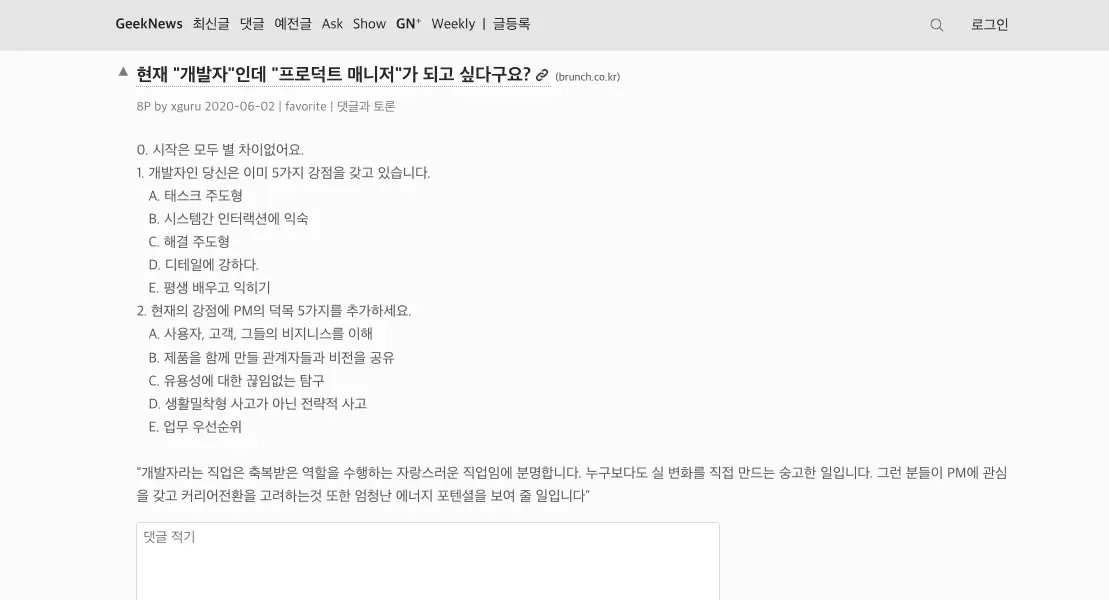 GeekNews 최신글 댓글 예전글 Ask Show GN⁺ Weekly | 글등록 로그인
▲ 현재 "개발자"인데 "프로덕트 매니저"가 되고 싶다구요? (brunch.co.kr)
8P by xguru 2020-06-02 | favorite | 댓글과 토론
0. 시작은 모두 별 차이없어요.
1. 개발자인 당신은 이미 5가지 강점을 갖고 있습니다.
A. 태스크 주도형
B. 시스템간 인터랙션에 익숙
C. 해결 주도형
D. 디테일에 강하다.
E. 평생 배우고 익히기
2. 현재의 강점에 PM의 덕목 5가지를 추가하세요.
A. 사용자, 고객, 그들의 비지니스를 이해
B. 제품을 함께 만들 관계자들과 비전을 공유
C. 유용성에 대한 끊임없는 탐구
D. 생활밀착형 사고가 아닌 전략적 사고
E. 업무 우선순위
"개발자라는 직업은 축복받은 역할을 수행하는 자랑스러운 직업임에 분명합니다. 누구보다도 실 변화를 직접 만드는 숭고한 일입니다. 그런 분들이 PM에 관심
을 갖고 커리어전환을 고려하는것 또한 엄청난 에너지 포텐셜을 보여 줄 일입니다"
댓글 적기